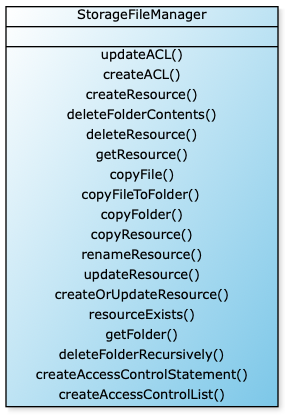 StorageFileManager
updateACL()
createACL()
createResource()
deleteFolderContents()
deleteResource()
getResource()
copyFile()
copyFileToFolder()
copyFolder()
copyResource()
renameResource()
updateResource()
createOrUpdateResource()
resourceExists()
getFolder()
deleteFolderRecursively()
createAccessControlStatement()
createAccessControlList()